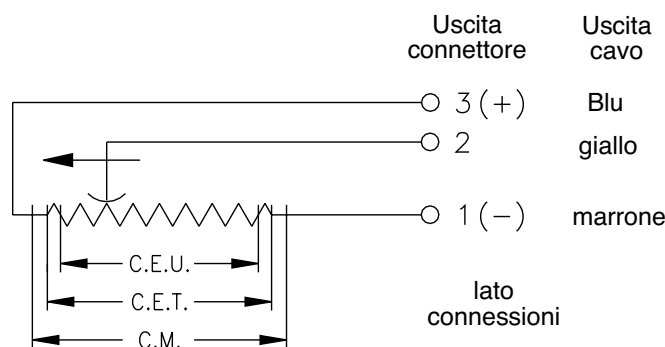 Uscita
connettore
Uscita
cavo
3 (+)
Blu
2
giallo
1 (−)
marrone
C.E.U.
C.E.T.
C.M.
lato
connessioni